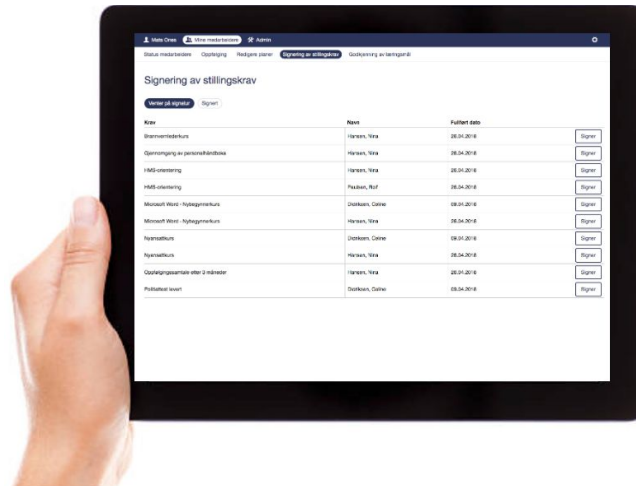 Mats Ones Mine medarbeidere Admin
Status medarbeidere Oppfølging Redigere planer Signering av stillingskrav Godkjenning av læringsmål
Signering av stillingskrav
Venter på signatur Signert
Krav Navn Fullført dato
Brannvernlederkurs Hansen, Nina 28.04.2018 Signer
Gjennomgang av personalhåndboka Hansen, Nina 28.04.2018 Signer
HMS-orientering Hansen, Nina 28.04.2018 Signer
HMS-orientering Paulsen, Rolf 28.04.2018 Signer
Microsoft Word - Nybegynnerkurs Celine 09.04.2018 Signer
Microsoft Word - Nybegynnerkurs Hansen, Nina 28.04.2018 Signer
Nyansattkurs Celine 09.04.2018 Signer
Nyansattkurs Hansen, Nina 28.04.2018 Signer
Oppfølgingssamtale etter 3 måneder Hansen, Nina 28.04.2018 Signer
Politiattest levert Celine 09.04.2018 Signer